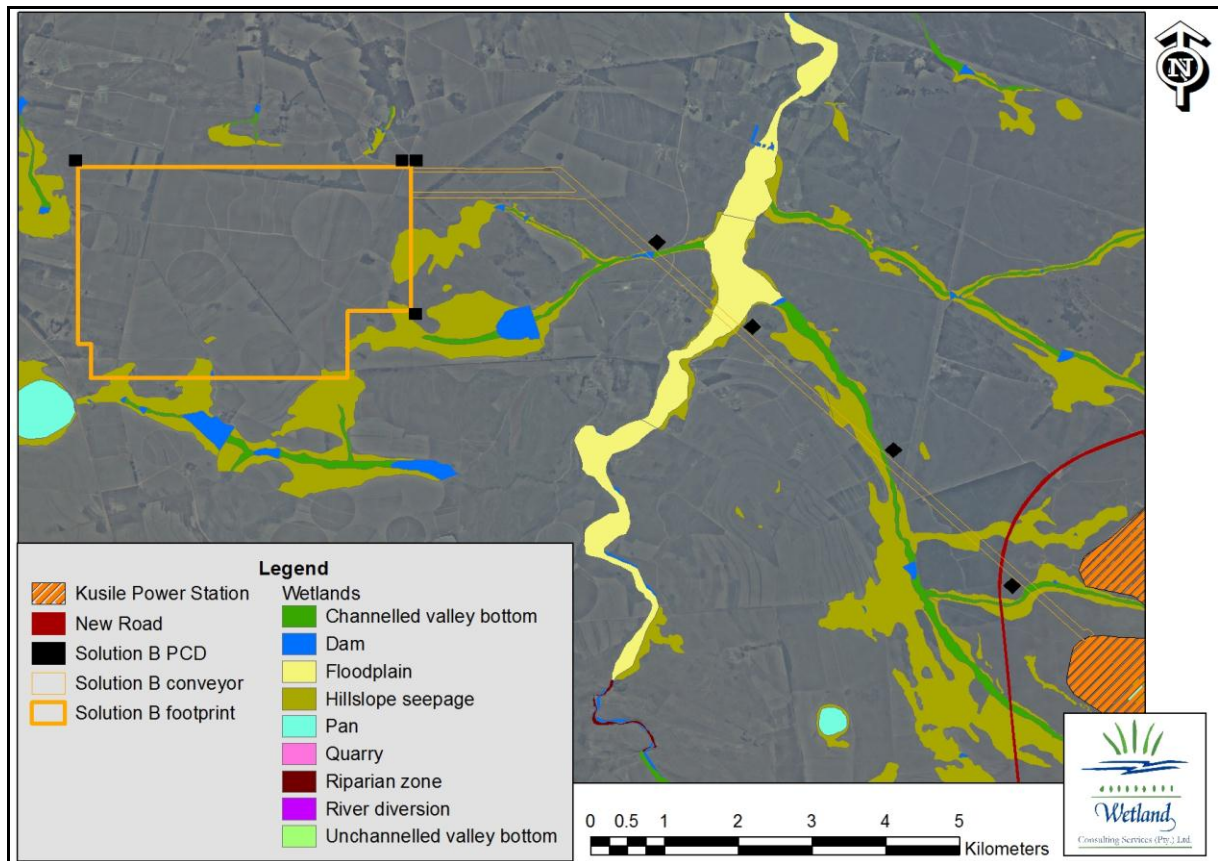 N
Legend
Kusile Power Station
New Road
Solution B PCD
Solution B conveyor
Solution B footprint
Wetlands
Channelled valley bottom
Dam
Floodplain
Hillslope seepage
Pan
Quarry
Riparian zone
River diversion
Unchannelled valley bottom
0 0.5 1 2 3 4 5
Kilometers
Wetland
Consulting Services (Pty.) Ltd.